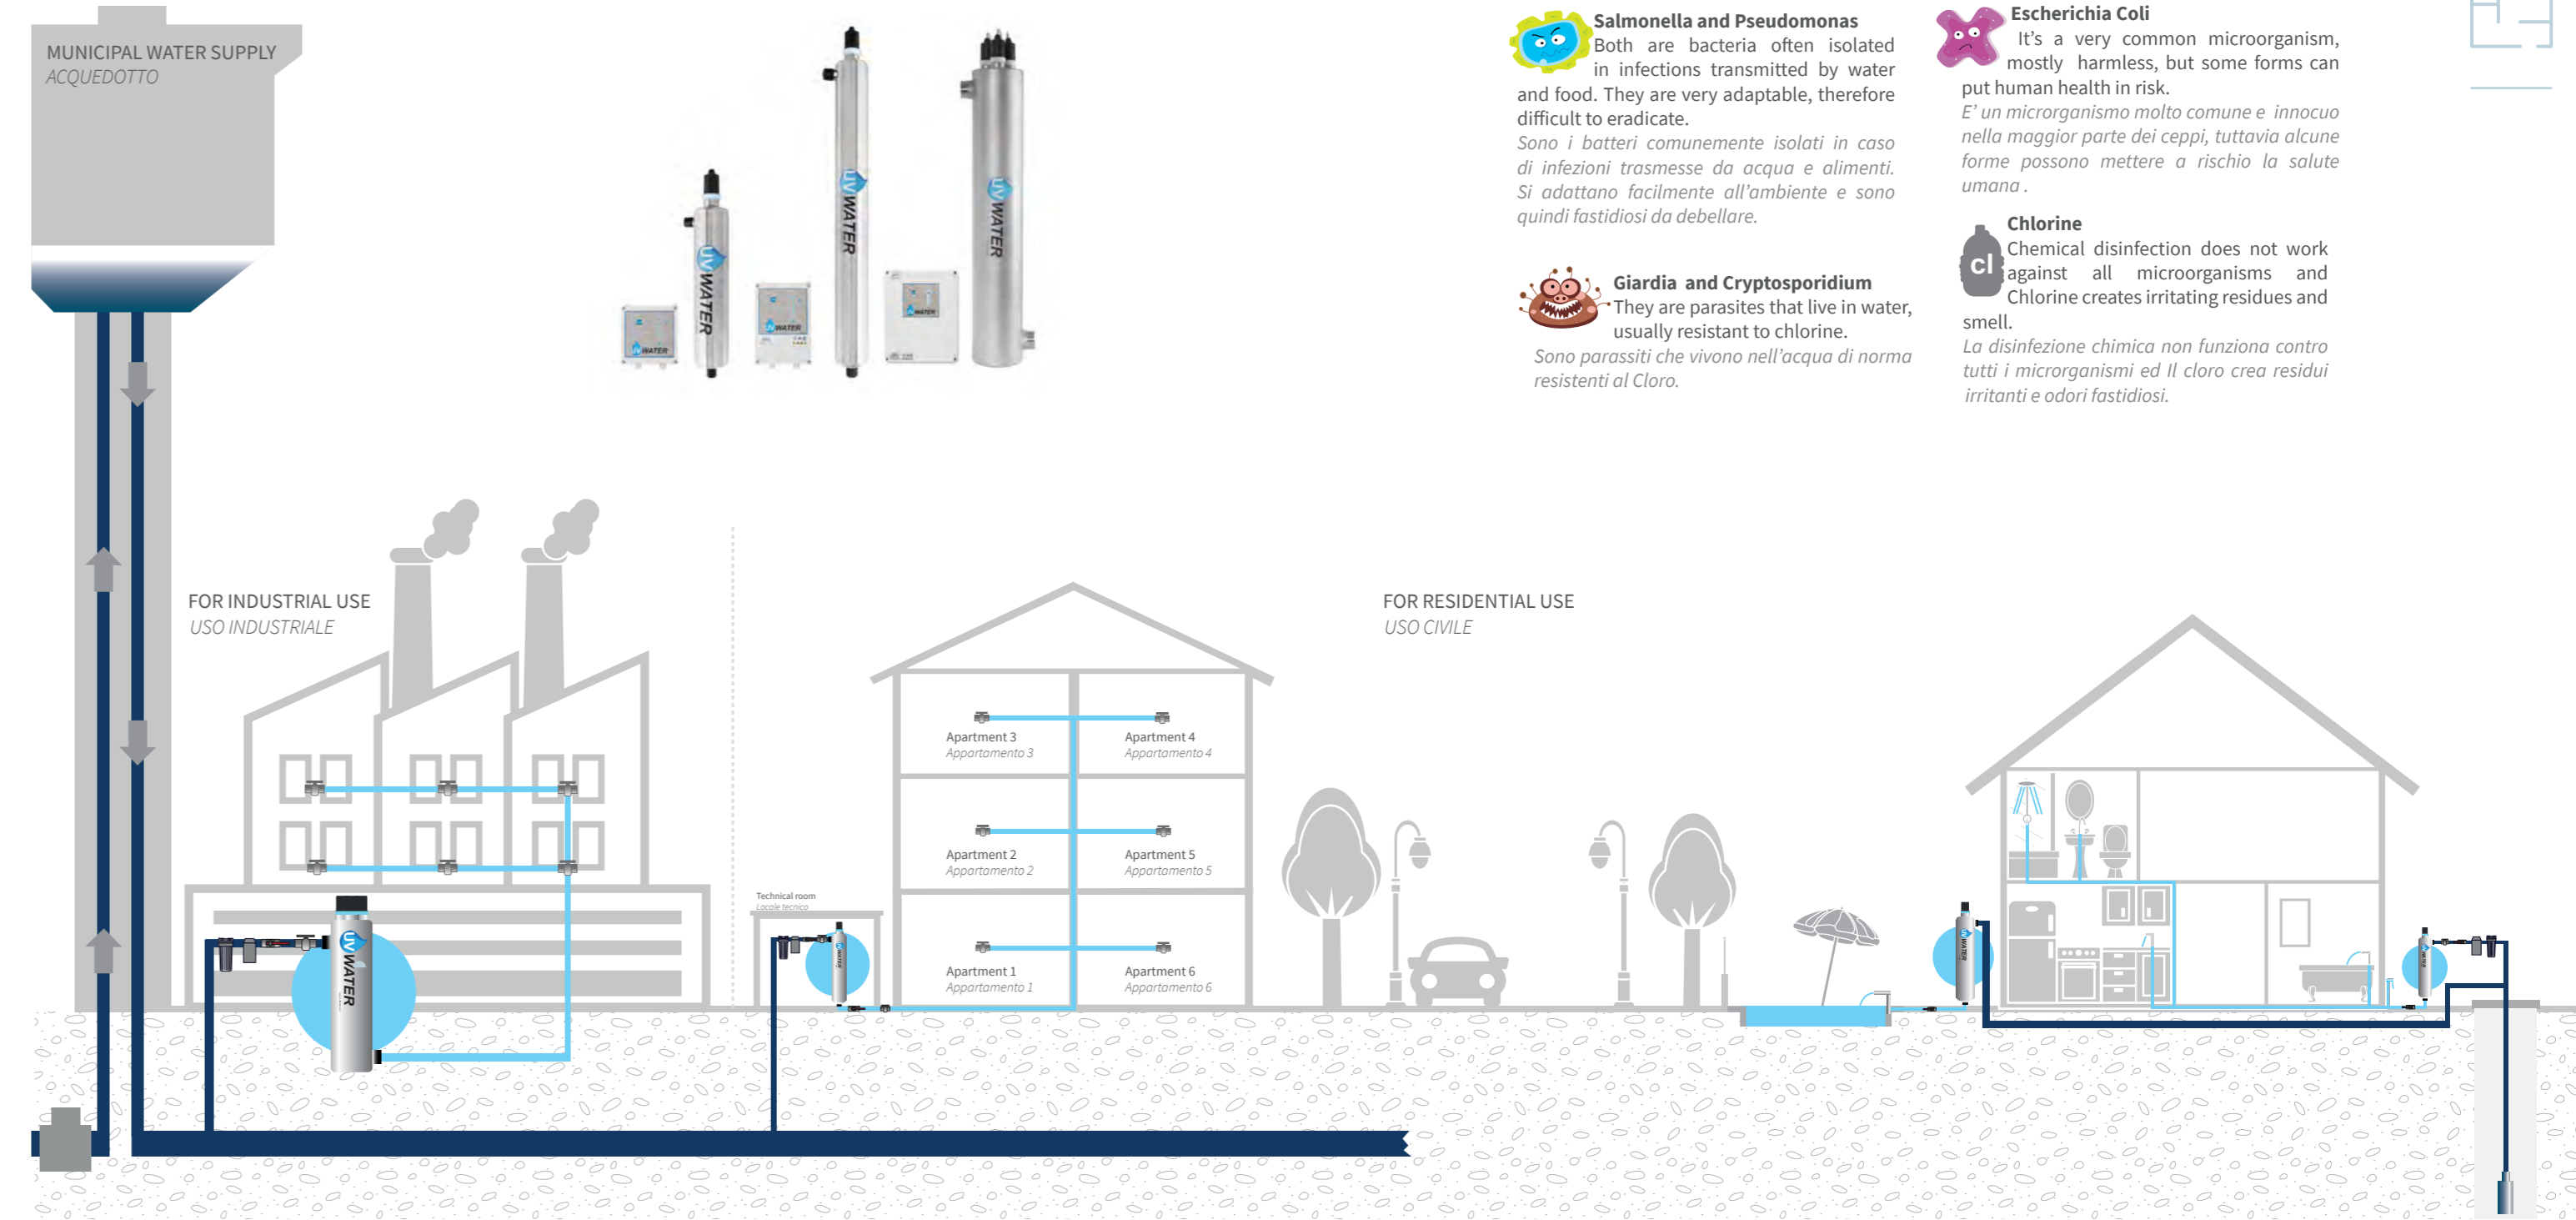 MUNICIPAL WATER SUPPLY
ACQUEDOTTO
UV WATER
UV WATER
UV WATER
UV WATER
UV WATER
WATER
Salmonella and Pseudomonas
Both are bacteria often isolated
in infections transmitted by water
and food. They are very adaptable, therefore
difficult to eradicate.
Sono i batteri comunemente isolati in caso
di infezioni trasmesse da acqua e alimenti.
Si adattano facilmente all’ambiente e sono
quindi fastidiosi da debellare.
Giardia and Cryptosporidium
They are parasites that live in water,
usually resistant to chlorine.
Sono parassiti che vivono nell’acqua di norma
resistenti al Cloro.
Escherichia Coli
It’s a very common microorganism,
mostly harmless, but some forms can
put human health in risk.
E’ un microrganismo molto comune e innocuo
nella maggior parte dei ceppi, tuttavia alcune
forme possono mettere a rischio la salute
umana .
Chlorine
cl
Chemical disinfection does not work
against all microorganisms and
Chlorine creates irritating residues and
smell.
La disinfezione chimica non funziona contro
tutti i microrganismi ed Il cloro crea residui
irritanti e odori fastidiosi.
FOR INDUSTRIAL USE
USO INDUSTRIALE
FOR RESIDENTIAL USE
USO CIVILE
Apartment 3
Appartamento 3
Apartment 4
Appartamento 4
Apartment 2
Appartamento 2
Apartment 5
Appartamento 5
Technical room
Locale tecnico
Apartment 1
Appartamento 1
Apartment 6
Appartamento 6
UV WATER
WATER
WATER
WATER